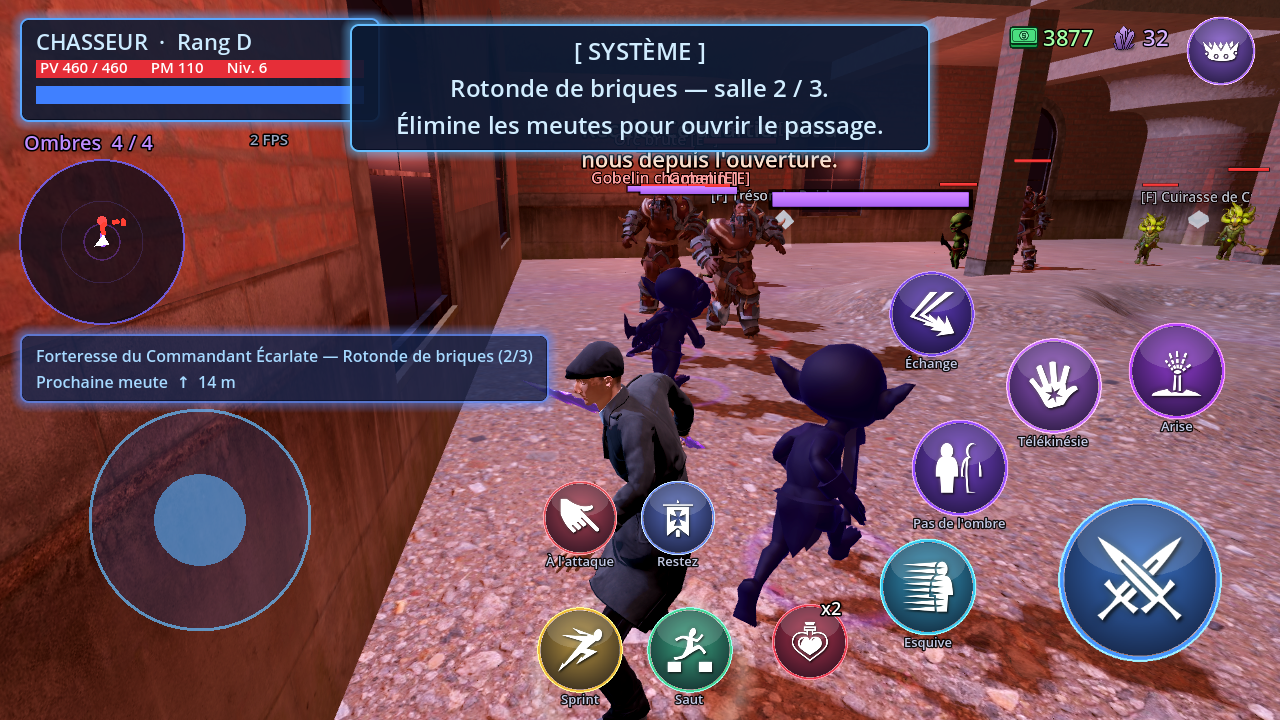 CHASSEUR · Rang D
PV 460 / 460 PM 110 Niv. 6
[ SYSTÈME ]
Rotonde de briques — salle 2 / 3.
Élimine les meutes pour ouvrir le passage.
3877
32
Ombres 4 / 4
2 FPS
nous depuis l'ouverture.
Gobelin
[E]
[F] Tréso
[F] Cuirasse de C
Forteresse du Commandant Écarlate — Rotonde de briques (2/3)
Prochaine meute ↑ 14 m
Échange
Télékinésie
Arise
Pas de l'ombre
À l'attaque
Restez
x2
Esquive
Sprint
Saut